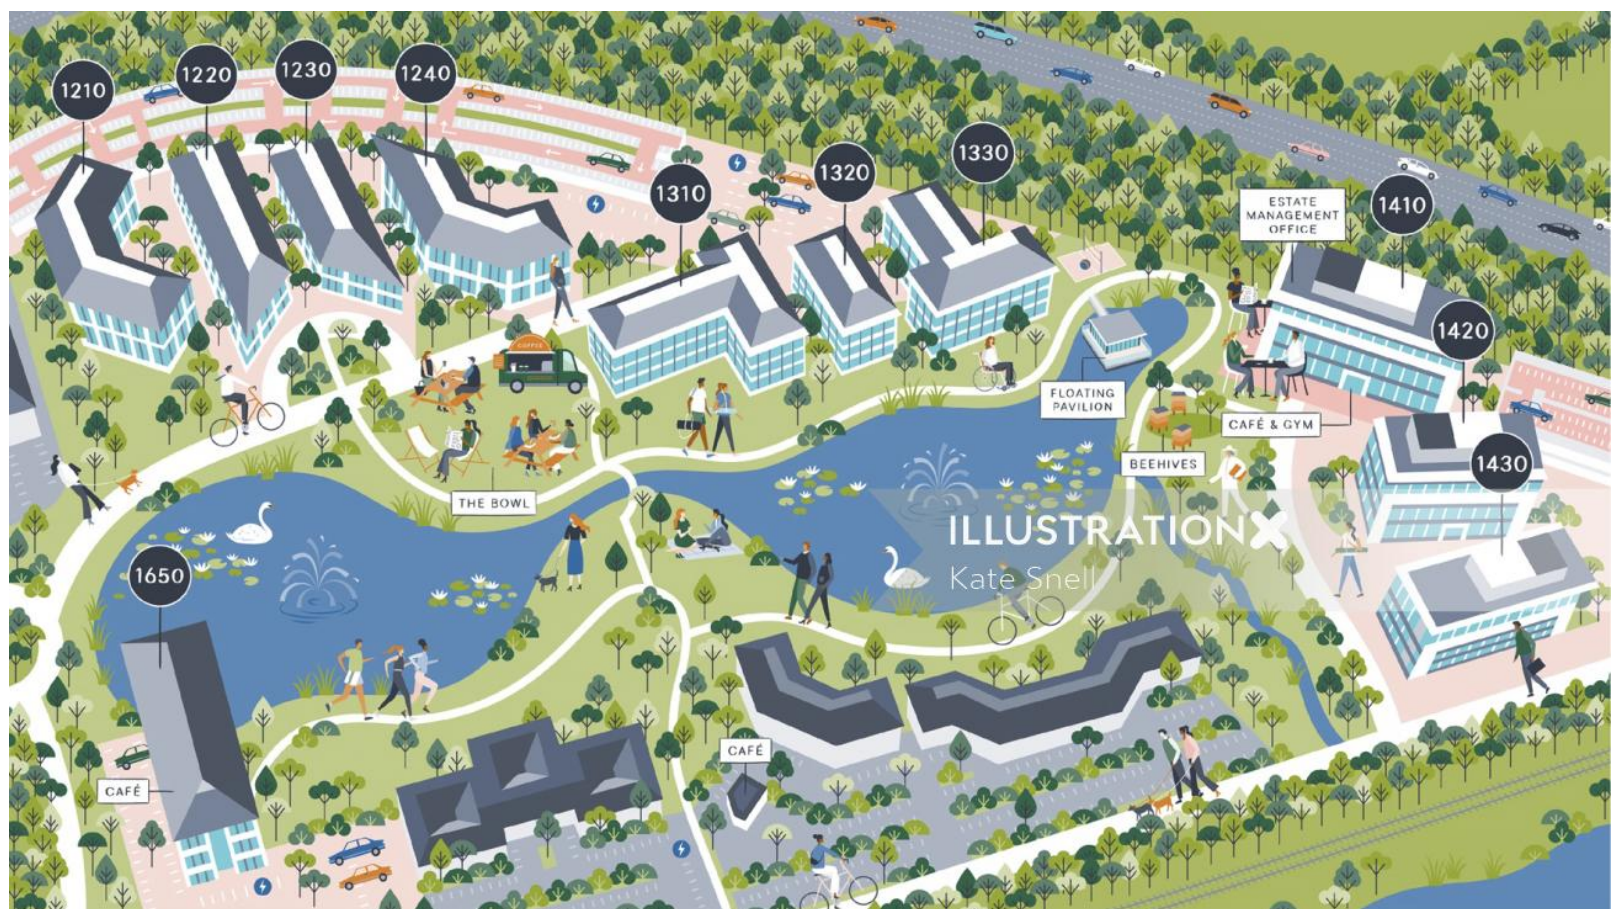 1210
1220
1230
1240
1310
1320
1330
ESTATE
MANAGEMENT
OFFICE
1410
1420
COFFEE
FLOATING
PAVILION
CAFÉ & GYM
BEEHIVES
1430
THE BOWL
ILLUSTRATIONX
Kate Snell
1650
CAFÉ
CAFÉ